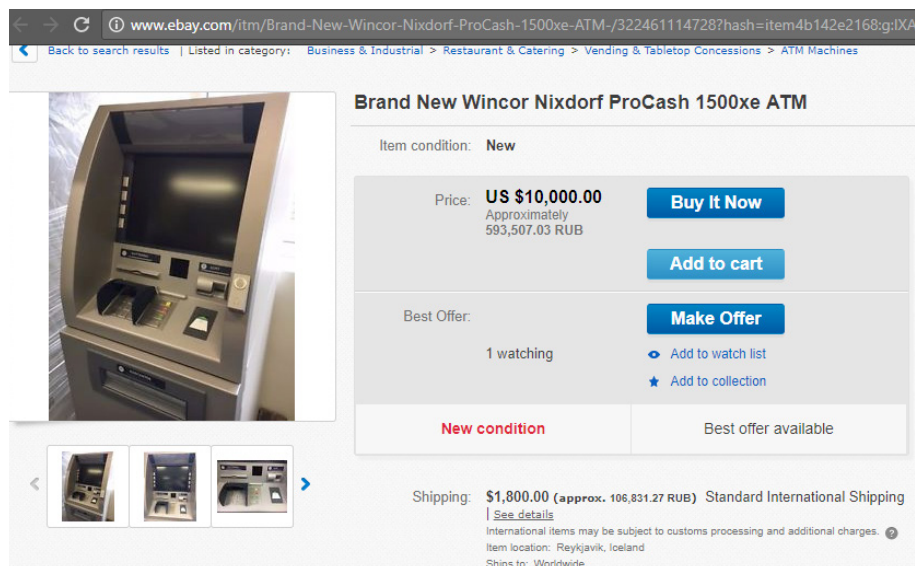 www.ebay.com/itm/Brand-New-Wincor-Nixdorf-ProCash-1500xe-ATM-/322461114728?hash=item4b142e2168:g:IXA
Back to search results | Listed in category: Business & Industrial > Restaurant & Catering > Vending & Tabletop Concessions > ATM Machines
Brand New Wincor Nixdorf ProCash 1500xe ATM
Item condition: New
Price: US $10,000.00
Approximately
593,507.03 RUB
Buy It Now
Add to cart
Best Offer:
Make Offer
1 watching
Add to watch list
Add to collection
New condition
Best offer available
Shipping: $1,800.00 (approx. 106,831.27 RUB) Standard International Shipping
| See details
International items may be subject to customs processing and additional charges.
Item location: Reykjavik, Iceland
Ships to: Worldwide